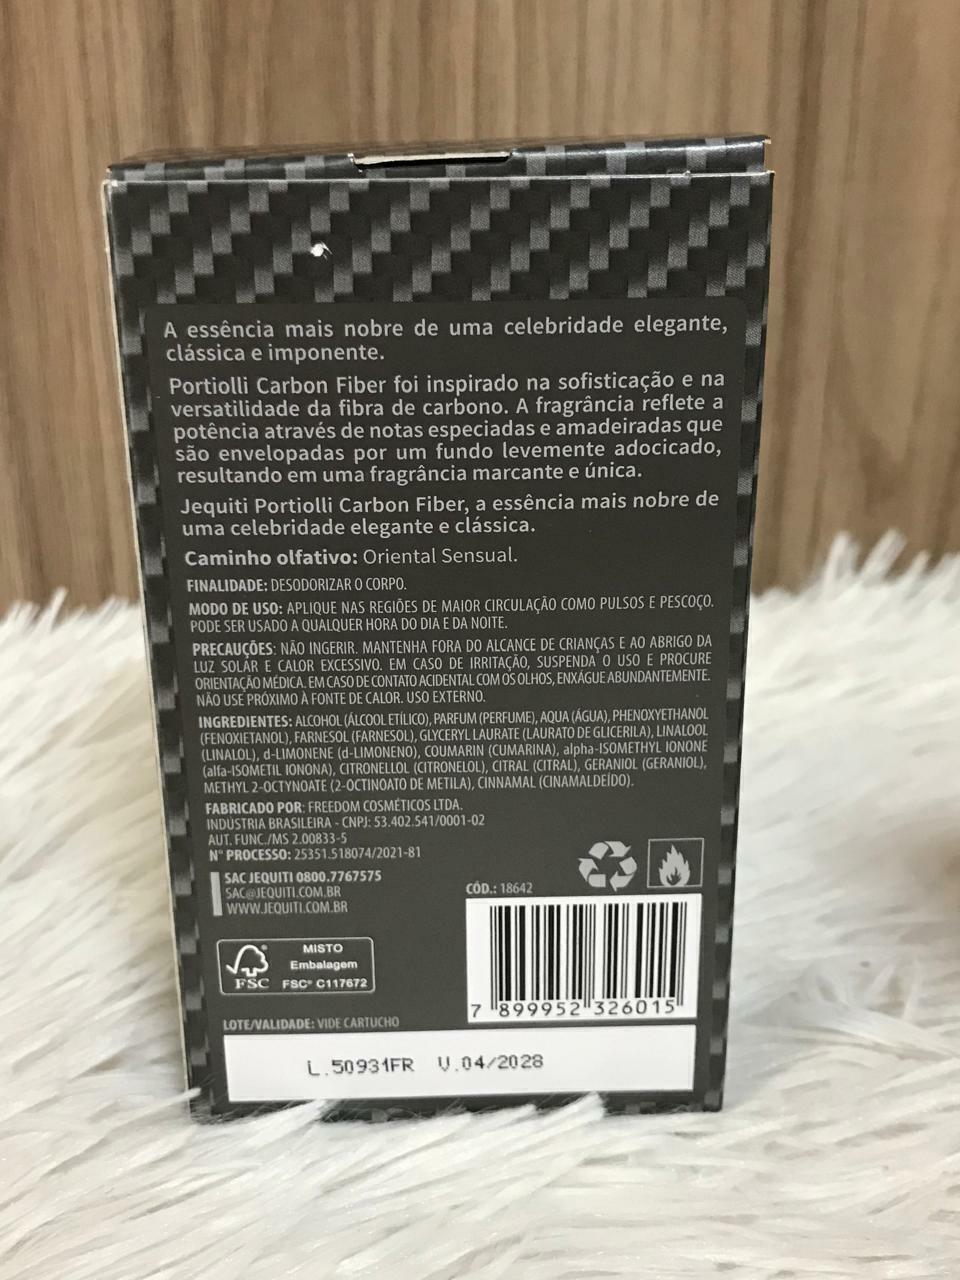 A essência mais nobre de uma celebridade elegante,
clássica e imponente.
Portiolli Carbon Fiber foi inspirado na sofisticação e na
versatilidade da fibra de carbono. A fragrância reflete a
potência através de notas especiadas e amadeiradas que
são envelopadas por um fundo levemente adocicado,
resultando em uma fragrância marcante e única.
Jequiti Portiolli Carbon Fiber, a essência mais nobre de
uma celebridade elegante e clássica.
Caminho olfativo: Oriental Sensual.
FINALIDADE: DESODORIZAR O CORPO.
MODO DE USO: APLIQUE NAS REGIÕES DE MAIOR CIRCULAÇÃO COMO PULSOS E PESCOÇO.
PODE SER USADO A QUALQUER HORA DO DIA E DA NOITE.
PRECAUÇÕES: NÃO INGERIR. MANTENHA FORA DO ALCANCE DE CRIANÇAS E AO ABRIGO DA
LUZ SOLAR E CALOR EXCESSIVO. EM CASO DE IRRITAÇÃO, SUSPENDA O USO E PROCURE
ORIENTAÇÃO MÉDICA. EM CASO DE CONTATO ACIDENTAL COM OS OLHOS, ENXÁGUE ABUNDANTEMENTE.
NÃO USE PRÓXIMO À FONTE DE CALOR. USO EXTERNO.
INGREDIENTES: ALCOHOL (ÁLCOOL ETÍLICO), PARFUM (PERFUME), AQUA (ÁGUA), PHENOXYETHANOL
(FENOXIETANOL), FARNESOL (FARNESOL), GLYCERYL LAURATE (LAURATO DE GLICERILA), LINALOOL
(LINALOL), d-LIMONENE (d-LIMONENO), COUMARIN (CUMARINA), alpha-ISOMETHYL IONONE
(alfa-ISOMETIL IONONA), CITRONELLOL (CITRONELOL), CITRAL (CITRAL), GERANIOL (GERANIOL),
METHYL 2-OCTYNOATE (2-OCTINOATO DE METILA), CINNAMAL (CINAMALDEÍDO).
FABRICADO POR: FREEDOM COSMÉTICOS LTDA.
INDÚSTRIA BRASILEIRA - CNPJ: 53.402.541/0001-02
AUT. FUNC./MS 2.00833-5
N° PROCESSO: 25351.518074/2021-81
SAC JEQUITI 0800.7767575
SAC@JEQUITI.COM.BR
WWW.JEQUITI.COM.BR
CÓD.: 18642
FSC®
MISTO
Embalagem
FSC® C117672
7 899952 326015
LOTE/VALIDADE: VIDE CARTUCHO
L.50931FR V.04/2028